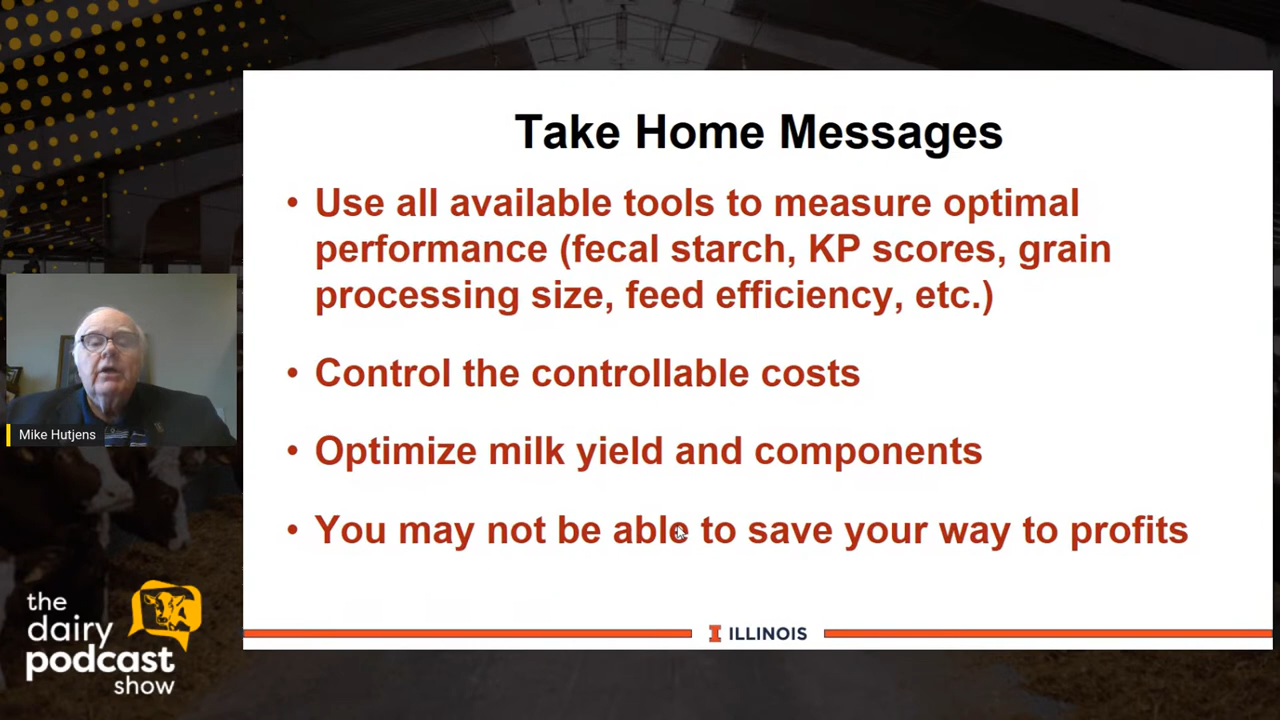 Take Home Messages
• Use all available tools to measure optimal
performance (fecal starch, KP scores, grain
processing size, feed efficiency, etc.)
• Control the controllable costs
• Optimize milk yield and components
• You may not be able to save your way to profits
I ILLINOIS
Mike Hutjens
the
dairy
podcast
show